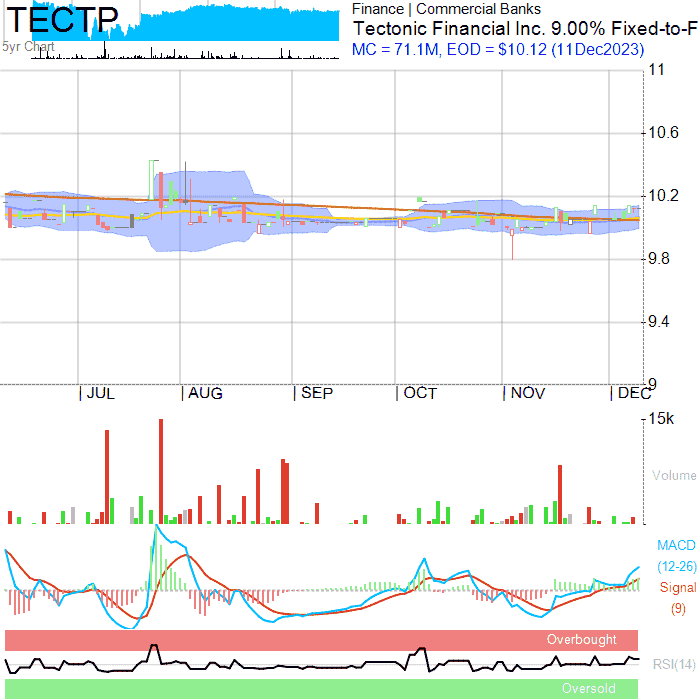 TECTP
5yr Chart
Finance | Commercial Banks
Tectonic Financial Inc. 9.00% Fixed-to-F
MC = 71.1M, EOD = $10.12 (11Dec2023)
11
10.6
10.2
9.8
9.4
9
| JUL | AUG | SEP | OCT | NOV | DEC
15k
Volume
MACD
(12-26)
Signal
(9)
Overbought
RSI(14)
Oversold